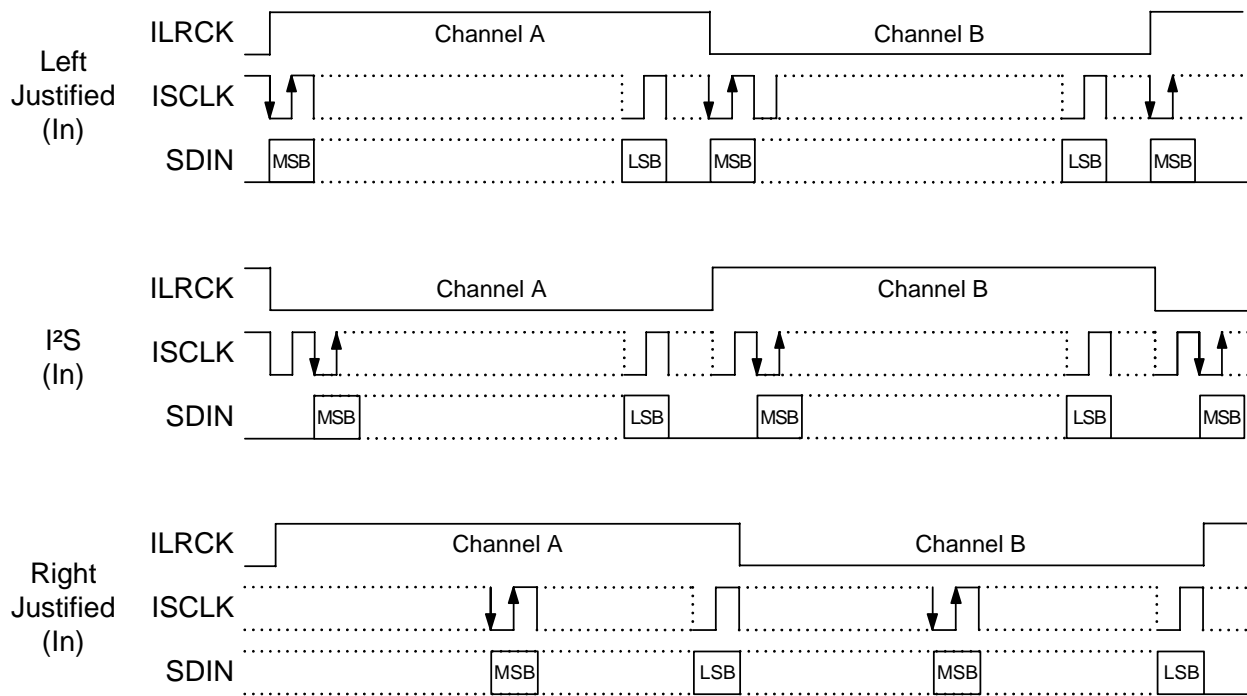 ILRCK Channel A Channel B
Left Justified (In)
ISCLK
SDIN MSB LSB MSB LSB MSB
ILRCK Channel A Channel B
I²S (In)
ISCLK
SDIN MSB LSB MSB LSB MSB
ILRCK Channel A Channel B
Right Justified (In)
ISCLK
SDIN MSB LSB MSB LSB